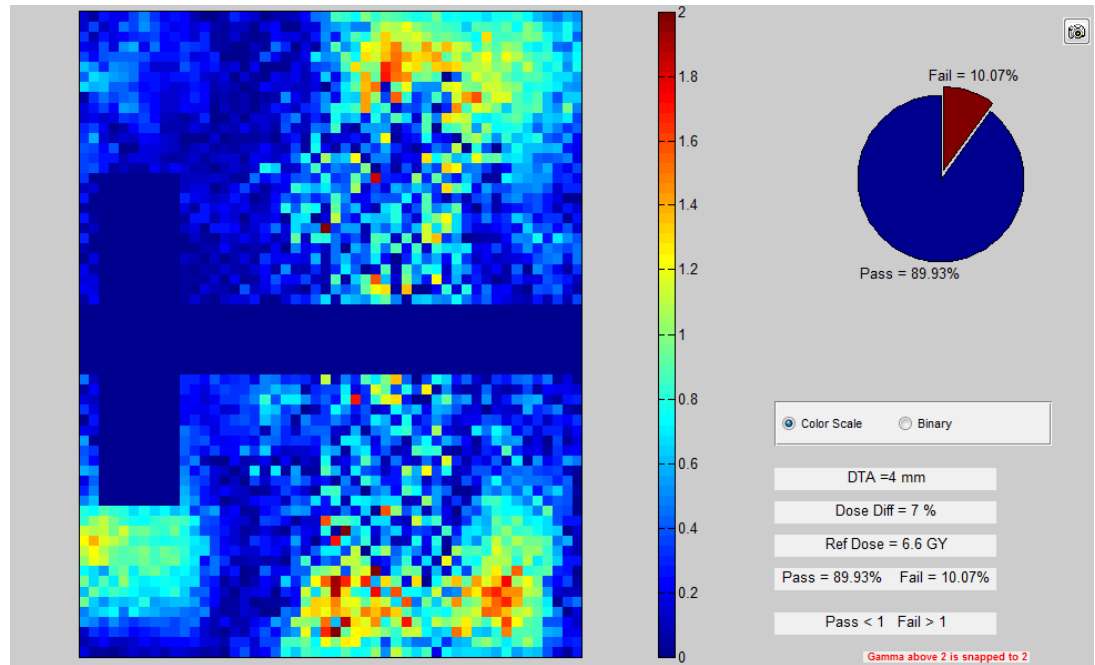 2
1.8
1.6
1.4
1.2
1
0.8
0.6
0.4
0.2
0
Fail = 10.07%
Pass = 89.93%
Color Scale Binary
DTA =4 mm
Dose Diff = 7 %
Ref Dose = 6.6 GY
Pass = 89.93% Fail = 10.07%
Pass < 1 Fail > 1
Gamma above 2 is snapped to 2